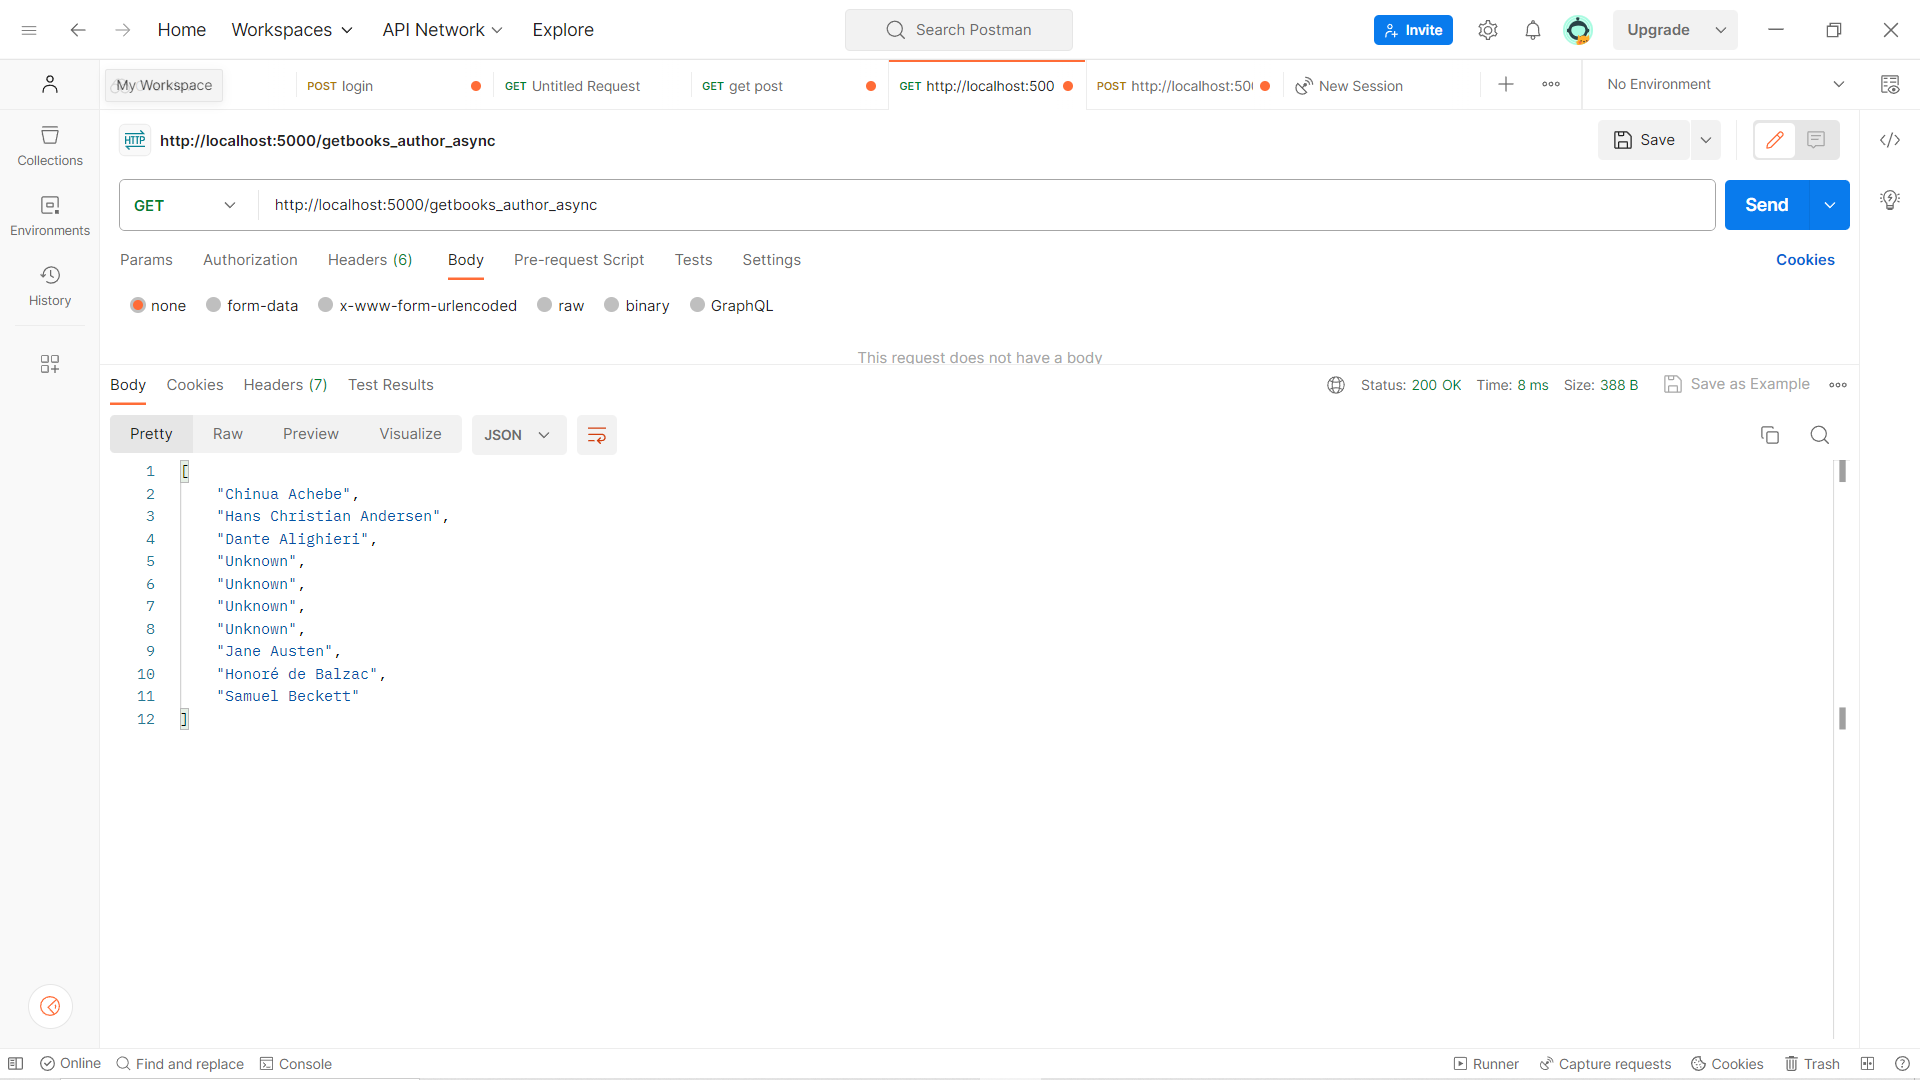 Home
Workspaces
API Network
Explore
Search Postman
Invite
Upgrade
My Workspace
POST login
GET Untitled Request
GET get post
GET http://localhost:500
POST http://localhost:50
New Session
No Environment
HTTP
http://localhost:5000/getbooks_author_async
Save
Collections
Environments
History
GET
http://localhost:5000/getbooks_author_async
Send
Params
Authorization
Headers (6)
Body
Pre-request Script
Tests
Settings
Cookies
none
form-data
x-www-form-urlencoded
raw
binary
GraphQL
This request does not have a body
Body
Cookies
Headers (7)
Test Results
Status: 200 OK
Time: 8 ms
Size: 388 B
Save as Example
Pretty
Raw
Preview
Visualize
JSON
1 [
2 "Chinua Achebe",
3 "Hans Christian Andersen",
4 "Dante Alighieri",
5 "Unknown",
6 "Unknown",
7 "Unknown",
8 "Unknown",
9 "Jane Austen",
10 "Honoré de Balzac",
11 "Samuel Beckett"
12 ]
Online
Find and replace
Console
Runner
Capture requests
Cookies
Trash